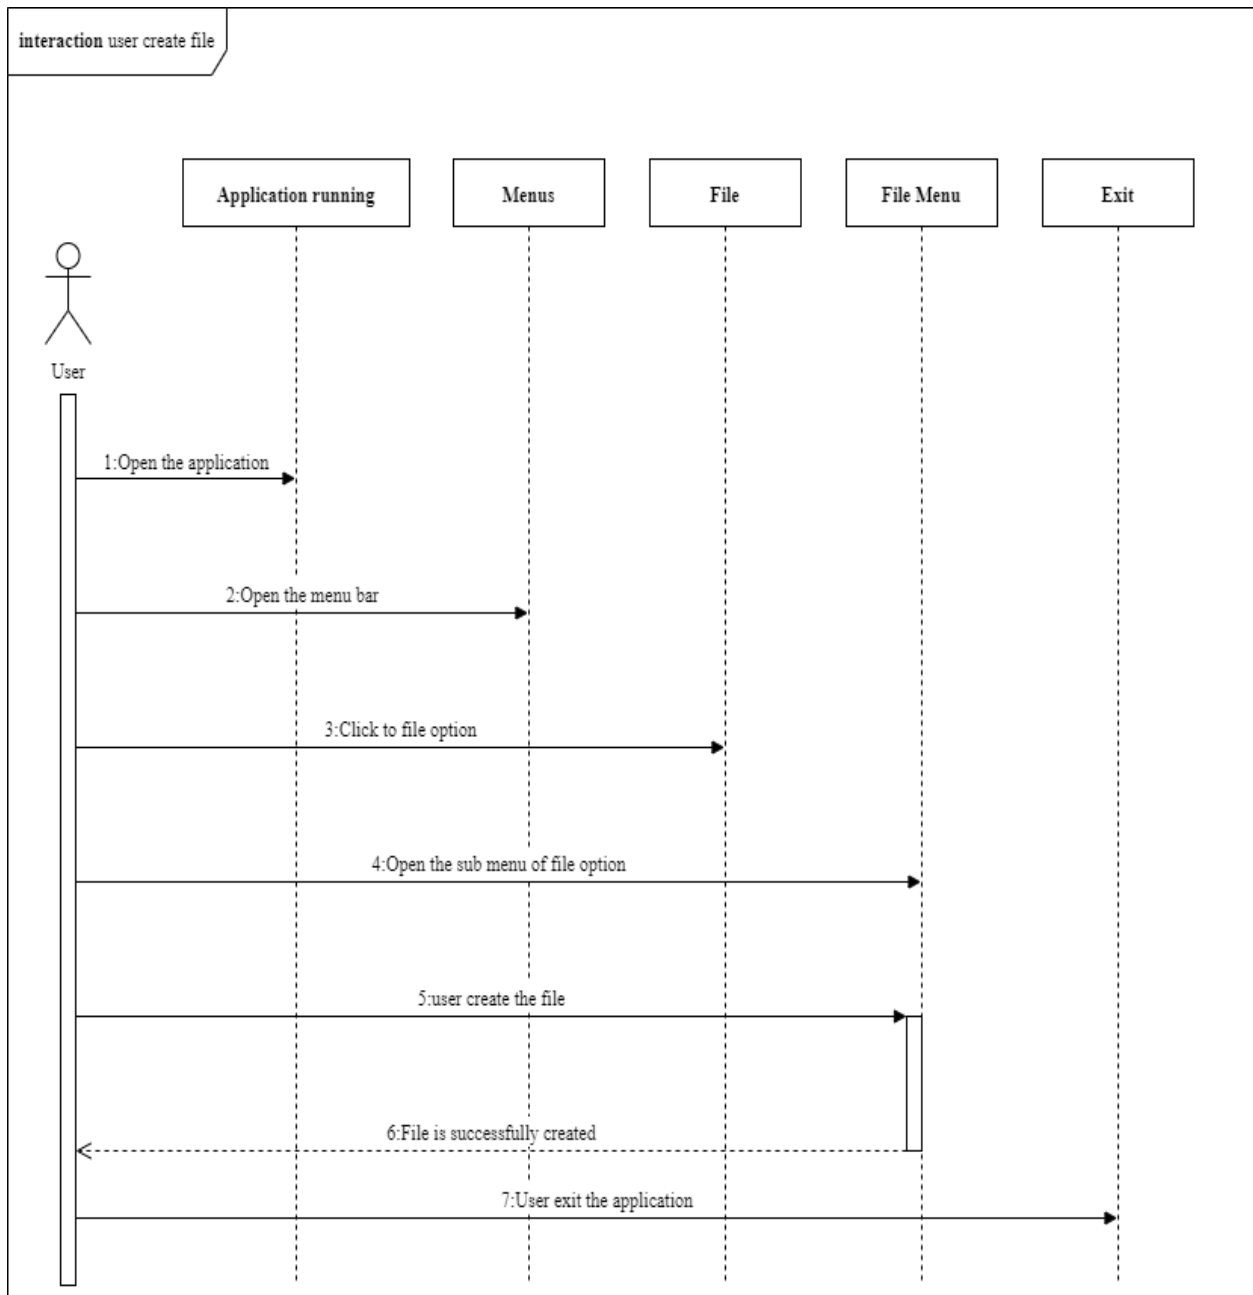 interaction user create file
Application running
Menus
File
File Menu
Exit
User
1:Open the application
2:Open the menu bar
3:Click to file option
4:Open the sub menu of file option
5:user create the file
6:File is successfully created
7:User exit the application